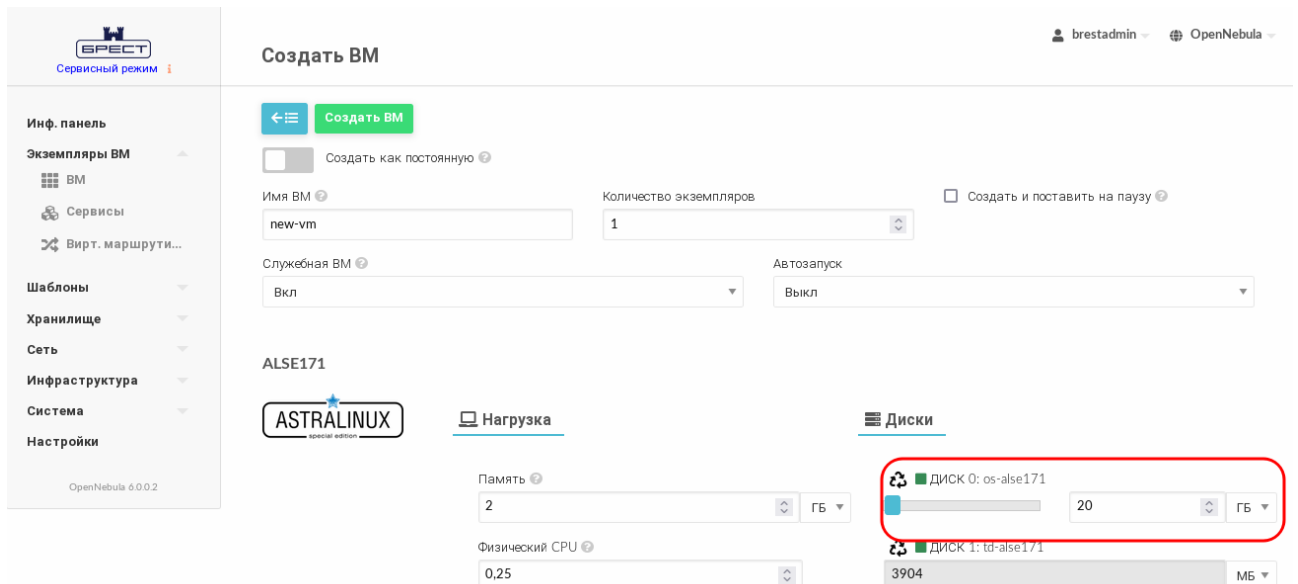 БРЕСТ
Сервисный режим i
Создать ВМ
brestadmin
OpenNebula
Инф. панель
Экземпляры ВМ
ВМ
Сервисы
Вирт. маршрути...
Шаблоны
Хранилище
Сеть
Инфраструктура
Система
Настройки
OpenNebula 6.0.0.2
Создать ВМ
Создать как постоянную ?
Имя ВМ ?
new-vm
Количество экземпляров
1
Создать и поставить на паузу ?
Служебная ВМ ?
Вкл
Автозапуск
Выкл
ALSE171
ASTRALINUX
special edition
Нагрузка
Память ?
2 ГБ
Физический CPU ?
0,25
Диски
ДИСК 0: os-alse171
20 ГБ
ДИСК 1: td-alse171
3904 МБ